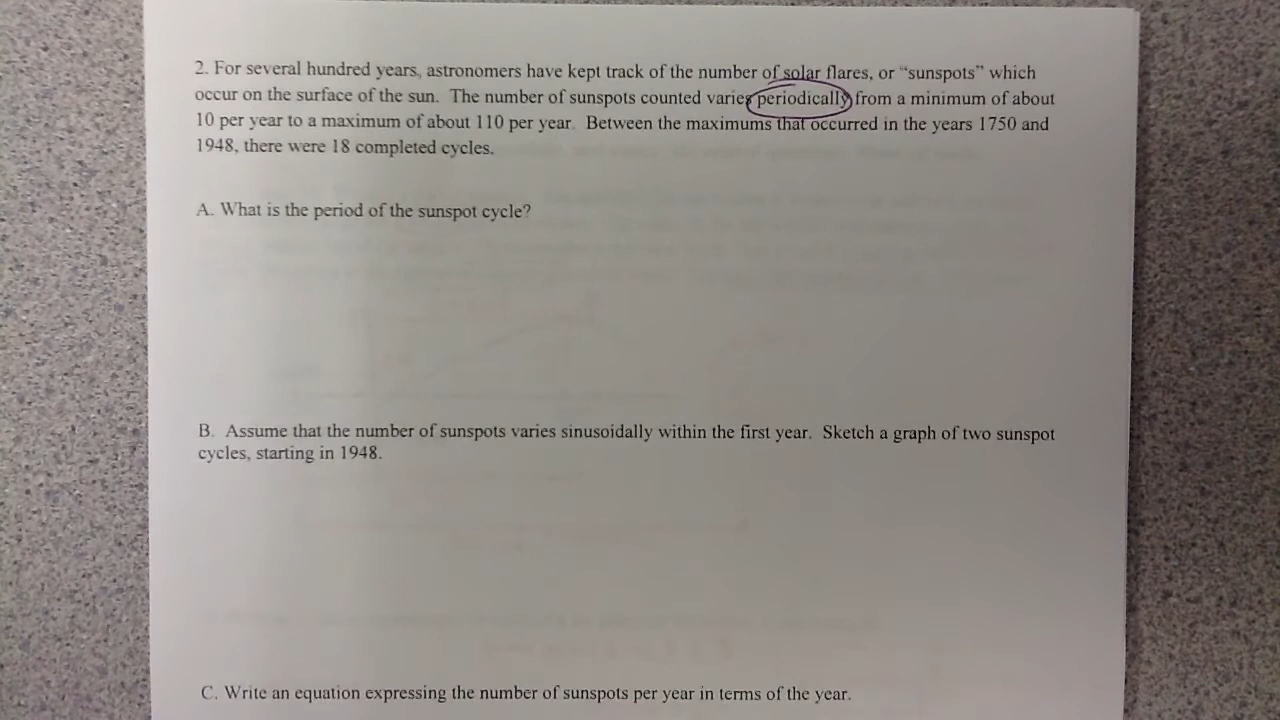 2. For several hundred years, astronomers have kept track of the number of solar flares, or “sunspots” which
occur on the surface of the sun. The number of sunspots counted varies periodically from a minimum of about
10 per year to a maximum of about 110 per year. Between the maximums that occurred in the years 1750 and
1948, there were 18 completed cycles.
A. What is the period of the sunspot cycle?
B. Assume that the number of sunspots varies sinusoidally within the first year. Sketch a graph of two sunspot
cycles, starting in 1948.
C. Write an equation expressing the number of sunspots per year in terms of the year.